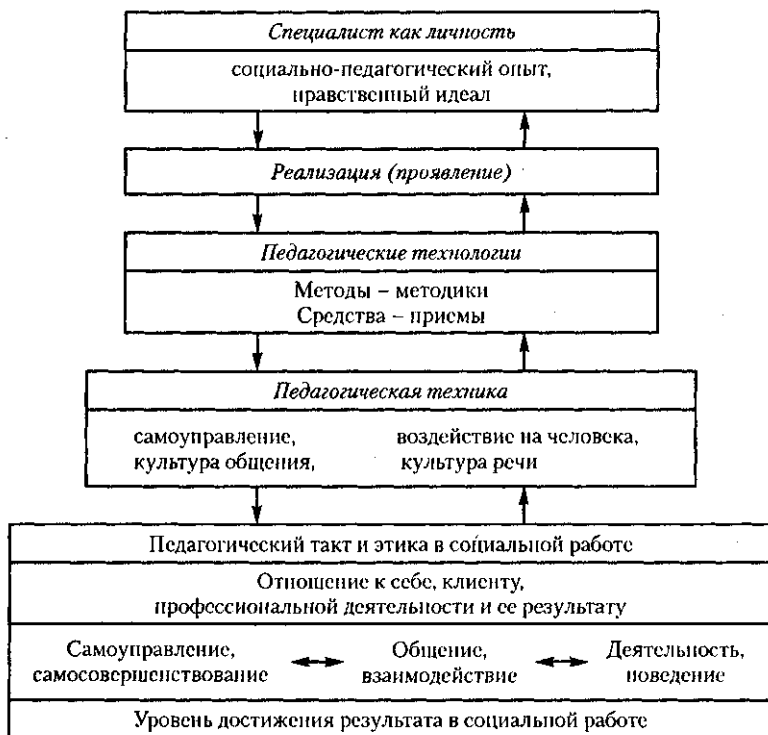 Специалист как личность
социально-педагогический опыт,
нравственный идеал
Реализация (проявление)
Педагогические технологии
Методы – методики
Средства – приемы
Педагогическая техника
самоуправление, воздействие на человека,
культура общения, культура речи
Педагогический такт и этика в социальной работе
Отношение к себе, клиенту,
профессиональной деятельности и ее результату
Самоуправление, Общение, Деятельность,
самосовершенствование взаимодействие поведение
Уровень достижения результата в социальной работе